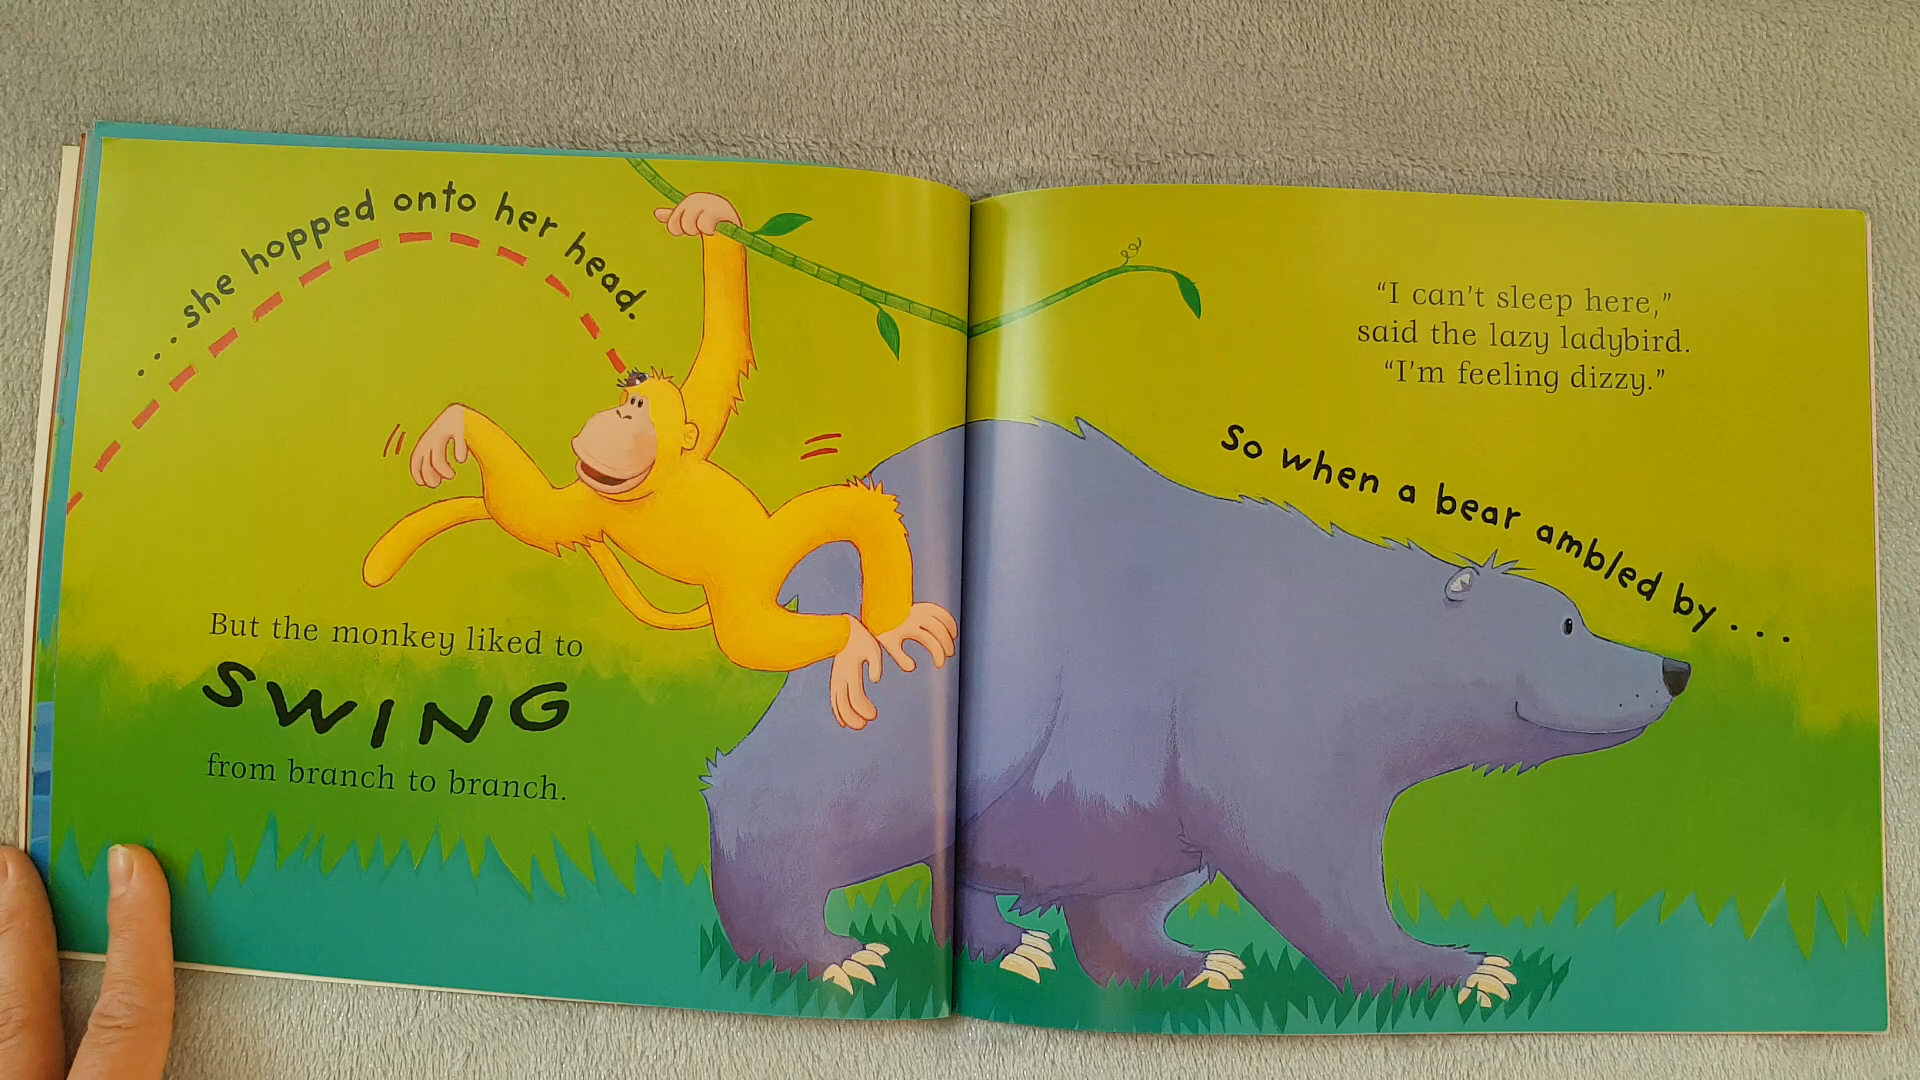 ...she hopped onto her head.
But the monkey liked to
SWING
from branch to branch.
“I can't sleep here,”
said the lazy ladybird.
“I'm feeling dizzy.”
So when a bear ambled by...